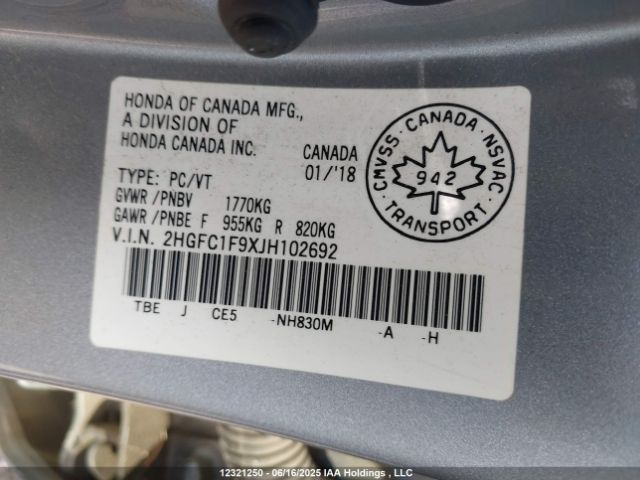 HONDA OF CANADA MFG.,
A DIVISION OF
HONDA CANADA INC. CANADA
TYPE: PC/VT 01/'18
GVWR /PNBV 1770KG
GAWR /PNBE F 955KG R 820KG
V.I.N. 2HGFC1F9XJH102692
TBE J CE5 -NH830M -A -H
CMVSS · CANADA · NSVAC
942
TRANSPORT
12321250 - 06/16/2025 IAA Holdings , LLC